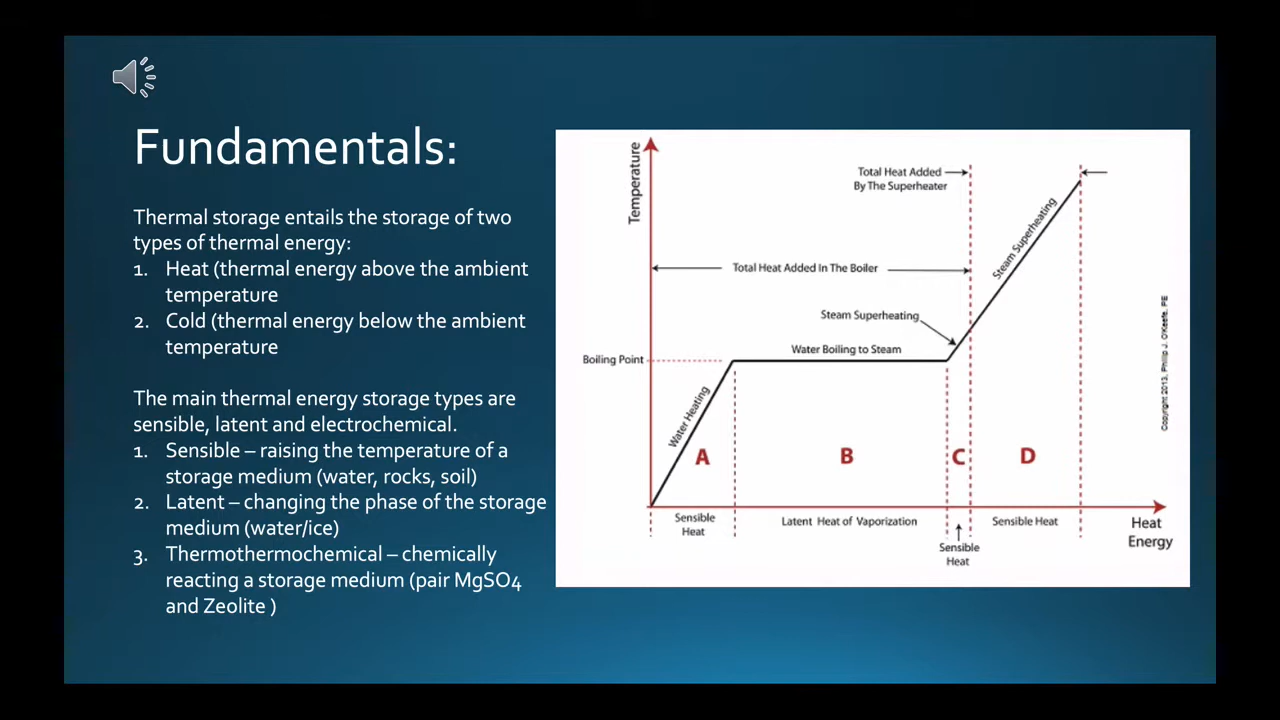 Fundamentals:
Thermal storage entails the storage of two
types of thermal energy:
1. Heat (thermal energy above the ambient
temperature
2. Cold (thermal energy below the ambient
temperature
The main thermal energy storage types are
sensible, latent and electrochemical.
1. Sensible – raising the temperature of a
storage medium (water, rocks, soil)
2. Latent – changing the phase of the storage
medium (water/ice)
3. Thermothermochemical – chemically
reacting a storage medium (pair MgSO4
and Zeolite )
Temperature
Total Heat Added
By The Superheater
Total Heat Added In The Boiler
Steam Superheating
Steam Superheating
Water Boiling to Steam
Boiling Point
Water Heating
A
B
C
D
Sensible
Heat
Latent Heat of Vaporization
Sensible
Heat
Sensible Heat
Heat
Energy
Copyright 2013, Philip J. O'Keefe, PE